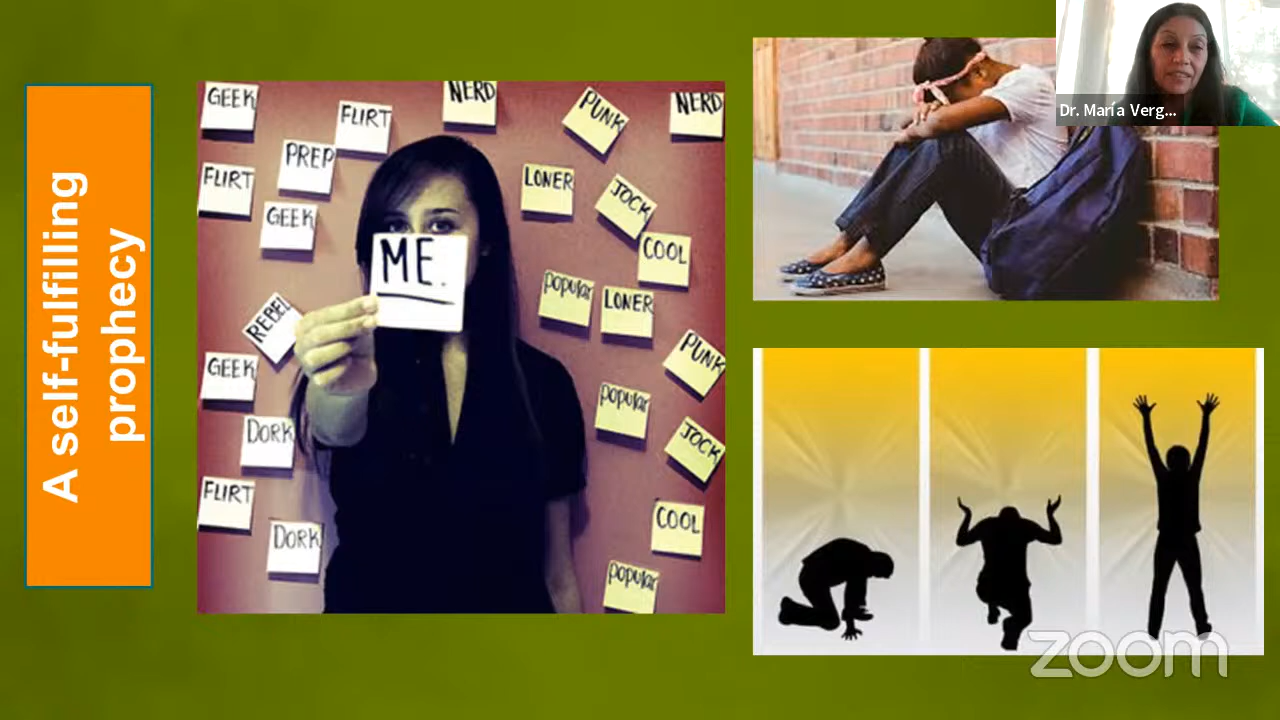 A self-fulfilling
prophecy
GEEK
FLIRT
NERD
PUNK
NERD
PREP
FLIRT
LONER
JOCK
GEEK
COOL
ME.
popular
LONER
REBEL
PUNK
GEEK
popular
DORK
JOCK
FLIRT
COOL
DORK
popular
Dr. María Verg...
zoom